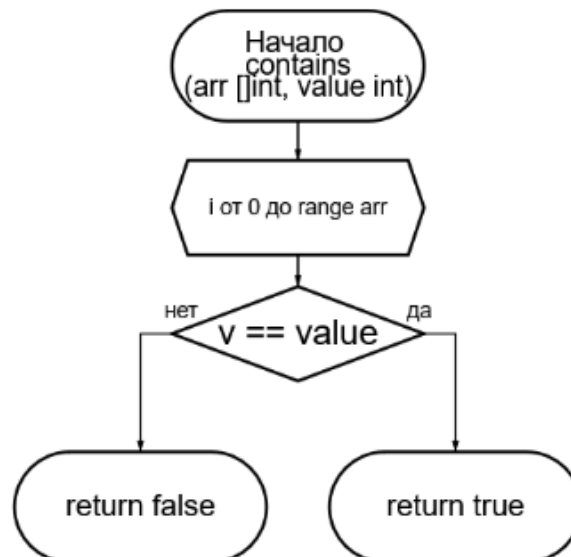 Начало
contains
(arr []int, value int)
i от 0 до range arr
нет
да
v == value
return false
return true